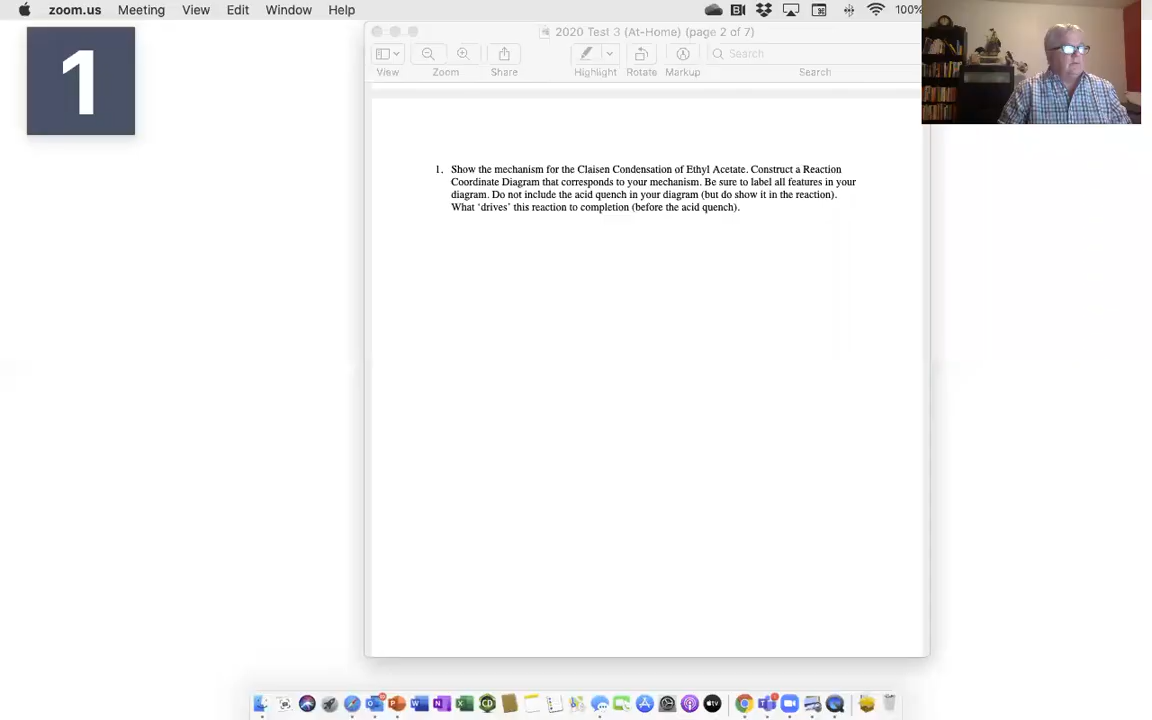 zoom.us Meeting View Edit Window Help 100%
1
2020 Test 3 (At-Home) (page 2 of 7)
Search
View Zoom Share Highlight Rotate Markup Search
1. Show the mechanism for the Claisen Condensation of Ethyl Acetate. Construct a Reaction
Coordinate Diagram that corresponds to your mechanism. Be sure to label all features in your
diagram. Do not include the acid quench in your diagram (but do show it in the reaction).
What 'drives' this reaction to completion (before the acid quench).